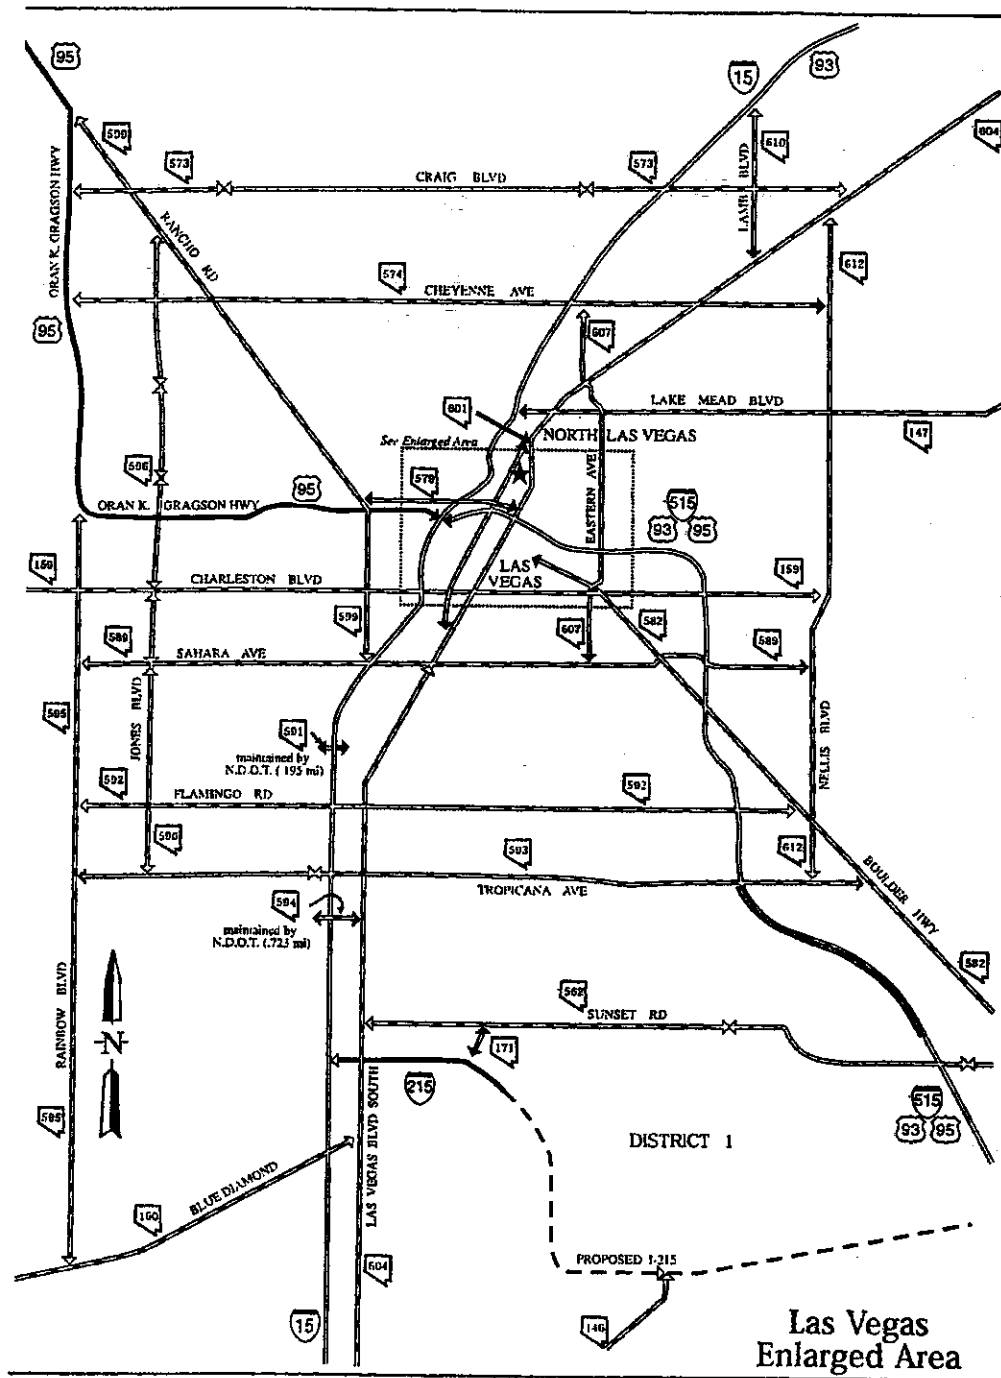 95
93
15
599
573
573
610
604
CRAIG BLVD
LAMB BLVD
ORAN K. GRAGSON HWY
RANCHO RD
612
574
CHEYENNE AVE
95
607
LAKE MEAD BLVD
601
NORTH LAS VEGAS
147
See Enlarged Area
596
578
95
EASTERN AVE
515
ORAN K. GRAGSON HWY
93 95
LAS
VEGAS
159
159
CHARLESTON BLVD
599
582
589
607
589
SAHARA AVE
JONES BLVD
595
NELLIS BLVD
591
maintained by
N.D.O.T. (.195 mi)
592
592
FLAMINGO RD
596
593
612
TROPICANA AVE
BOULDER HWY
594
maintained by
N.D.O.T. (.723 mi)
582
562
SUNSET RD
RAINBOW BLVD
N
171
215
515
93 95
595
LAS VEGAS BLVD SOUTH
DISTRICT 1
BLUE DIAMOND
160
PROPOSED I-215
604
15
146
Las Vegas
Enlarged Area